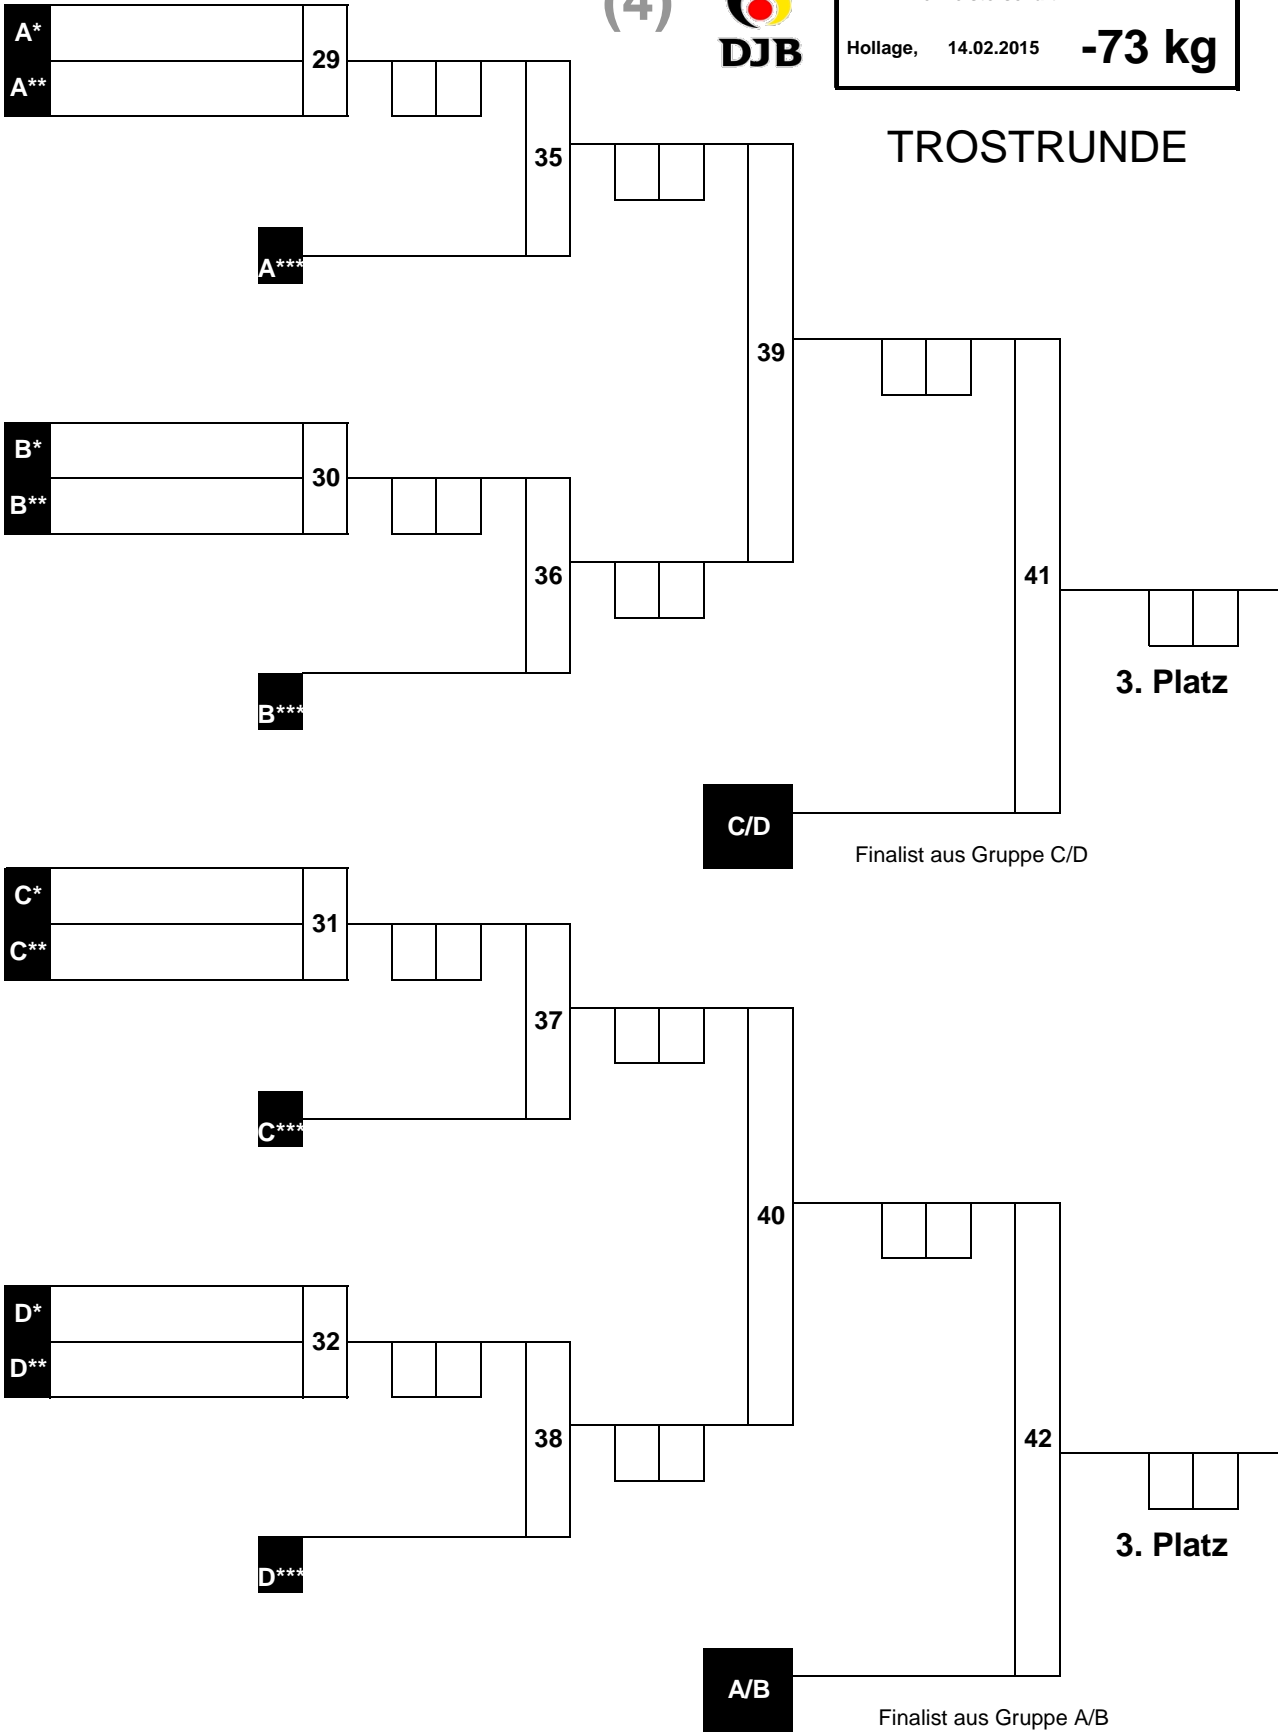 (4)
DJB
Hollage, 14.02.2015 -73 kg
TROSTRUNDE
A*
A**
29
35
A***
39
B*
B**
30
36
41
B***
3. Platz
C/D
Finalist aus Gruppe C/D
C*
C**
31
37
C***
40
D*
D**
32
38
42
D***
3. Platz
A/B
Finalist aus Gruppe A/B